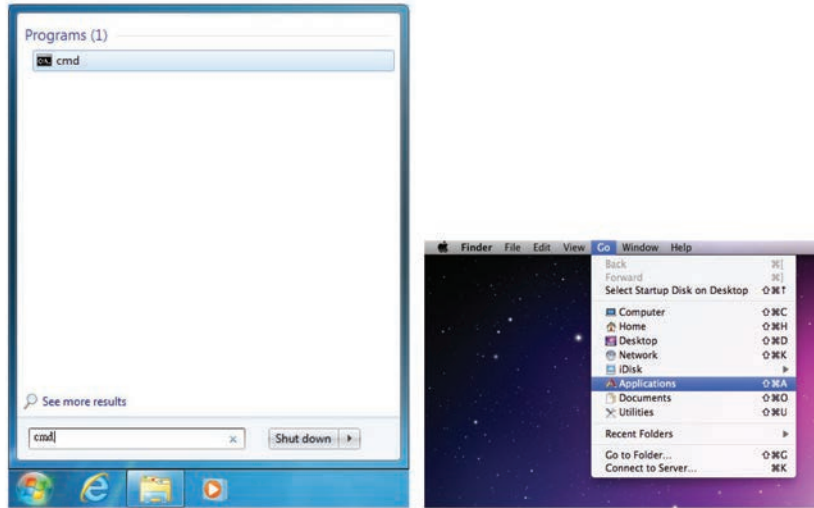 Programs (1)
cmd
See more results
cmd
Shut down
Finder File Edit View Go Window Help
Back ⌘[
Forward ⌘]
Select Startup Disk on Desktop ⇧⌘↑
Computer ⇧⌘C
Home ⇧⌘H
Desktop ⇧⌘D
Network ⇧⌘K
iDisk
Applications ⇧⌘A
Documents ⇧⌘O
Utilities ⇧⌘U
Recent Folders
Go to Folder... ⇧⌘G
Connect to Server... ⌘K